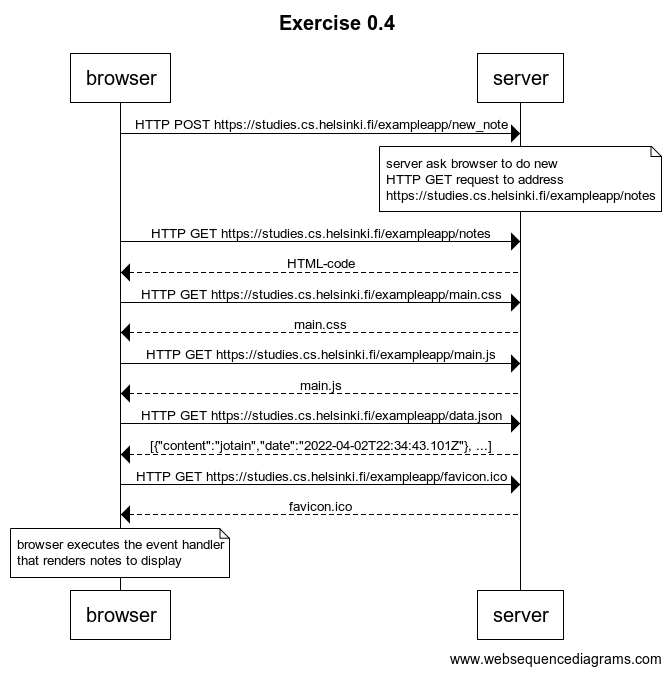 Exercise 0.4
browser
server
HTTP POST https://studies.cs.helsinki.fi/exampleapp/new_note
server ask browser to do new
HTTP GET request to address
https://studies.cs.helsinki.fi/exampleapp/notes
HTTP GET https://studies.cs.helsinki.fi/exampleapp/notes
HTML-code
HTTP GET https://studies.cs.helsinki.fi/exampleapp/main.css
main.css
HTTP GET https://studies.cs.helsinki.fi/exampleapp/main.js
main.js
HTTP GET https://studies.cs.helsinki.fi/exampleapp/data.json
[{"content":"jotain","date":"2022-04-02T22:34:43.101Z"}, ...]
HTTP GET https://studies.cs.helsinki.fi/exampleapp/favicon.ico
favicon.ico
browser executes the event handler
that renders notes to display
browser
server
www.websequencediagrams.com